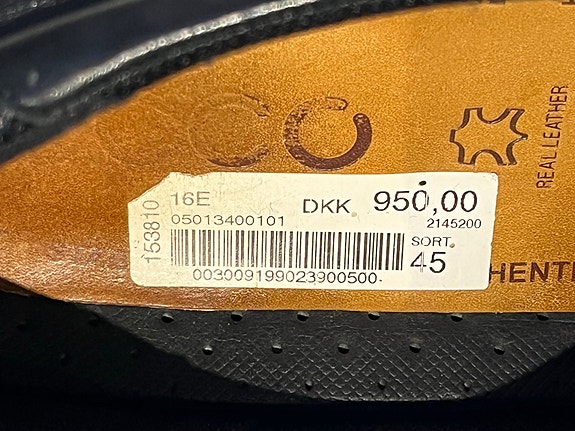 REAL LEATHER
153810
16E
DKK 950,00
05013400101
2145200
SORT.
45
003009199023900500-
HENTI